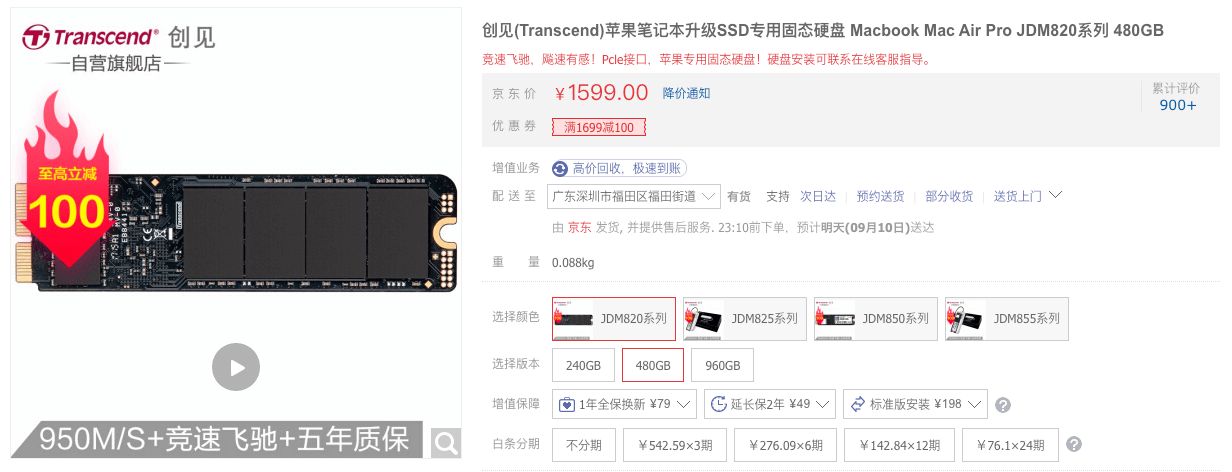 Transcend® 创见
自营旗舰店
至高立减
100
950M/S+竞速飞驰+五年质保
创见(Transcend)苹果笔记本升级SSD专用固态硬盘 Macbook Mac Air Pro JDM820系列 480GB
竞速飞驰，飚速有感！PcIe接口，苹果专用固态硬盘！硬盘安装可联系在线客服指导。
京东价 ￥1599.00 降价通知
累计评价
900+
优惠券 满1699减100
增值业务 高价回收，极速到账
配送至 广东深圳市福田区福田街道 有货 支持 次日达 预约送货 部分收货 送货上门
由 京东 发货, 并提供售后服务. 23:10前下单，预计明天(09月10日)送达
重量 0.088kg
选择颜色 JDM820系列 JDM825系列 JDM850系列 JDM855系列
选择版本 240GB 480GB 960GB
增值保障 1年全保换新 ¥79 延长保2年 ¥49 标准版安装 ¥198 ?
白条分期 不分期 ￥542.59×3期 ￥276.09×6期 ￥142.84×12期 ￥76.1×24期 ?